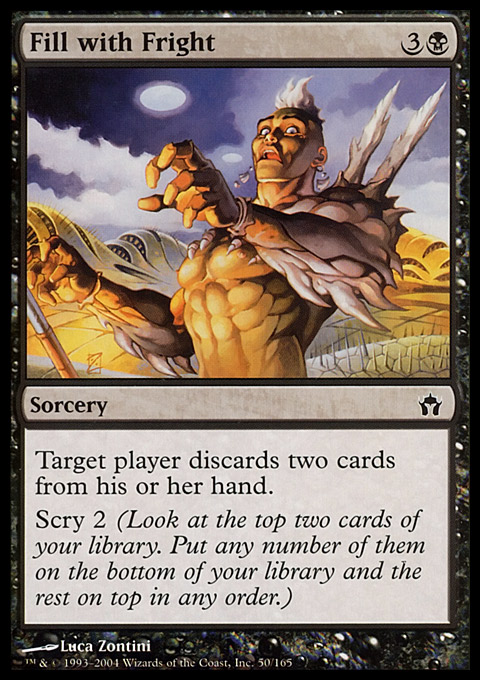 Fill with Fright 3
Sorcery
Target player discards two cards
from his or her hand.
Scry 2 (Look at the top two cards of
your library. Put any number of them
on the bottom of your library and the
rest on top in any order.)
Luca Zontini
™ & © 1993–2004 Wizards of the Coast, Inc. 50/165